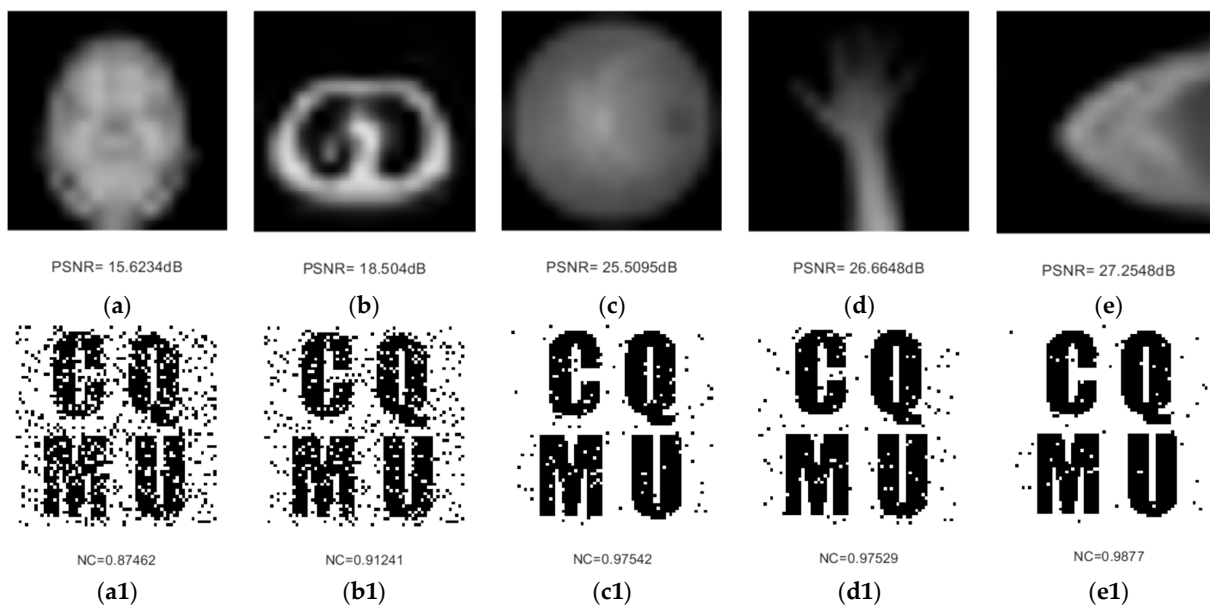 PSNR= 15.6234dB PSNR= 18.504dB PSNR= 25.5095dB PSNR= 26.6648dB PSNR= 27.2548dB
(a) (b) (c) (d) (e)
CQ CQ CQ CQ CQ
MU MU MU MU MU
NC=0.87462 NC=0.91241 NC=0.97542 NC=0.97529 NC=0.9877
(a1) (b1) (c1) (d1) (e1)